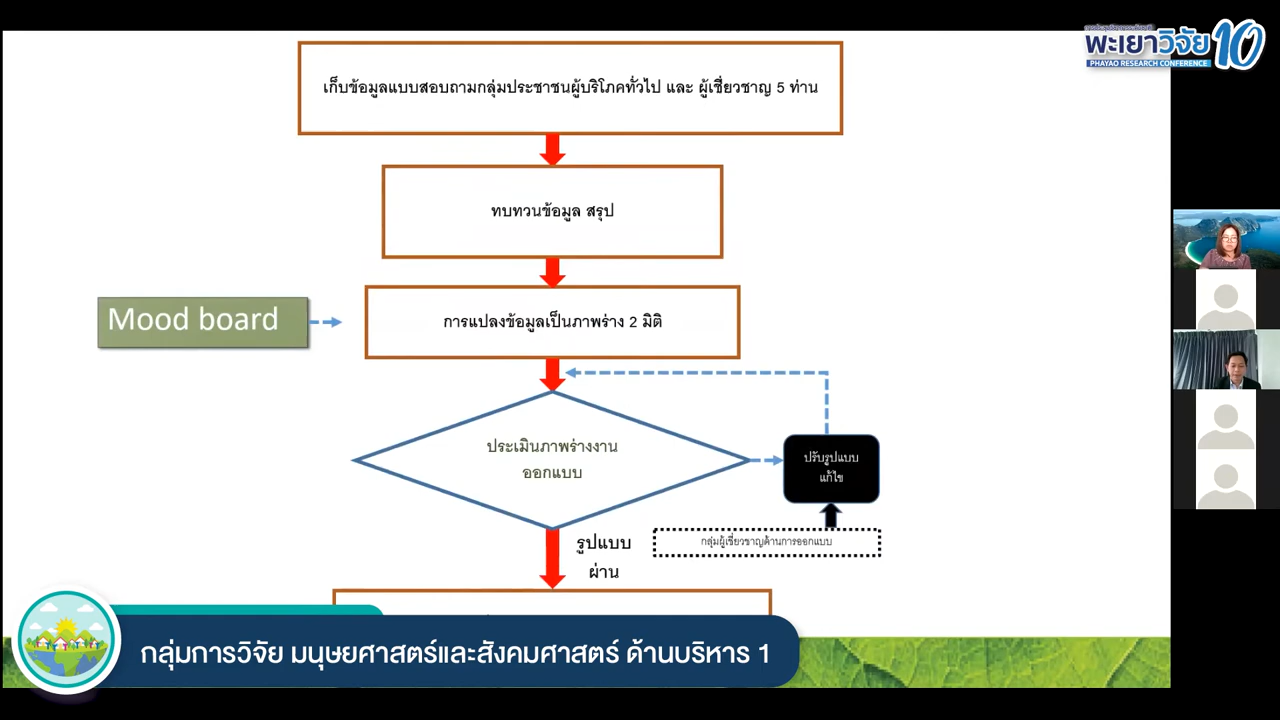 พะเยาวิจัย 10
PHAYAO RESEARCH CONFERENCE
เก็บข้อมูลแบบสอบถามกลุ่มประชาชนผู้บริโภคทั่วไป และ ผู้เชี่ยวชาญ 5 ท่าน
ทบทวนข้อมูล สรุป
Mood board
การแปลงข้อมูลเป็นภาพร่าง 2 มิติ
ประเมินภาพร่างงาน
ออกแบบ
ปรับรูปแบบ
แก้ไข
กลุ่มผู้เชี่ยวชาญด้านการออกแบบ
รูปแบบ
ผ่าน
กลุ่มการวิจัย มนุษยศาสตร์และสังคมศาสตร์ ด้านบริหาร 1